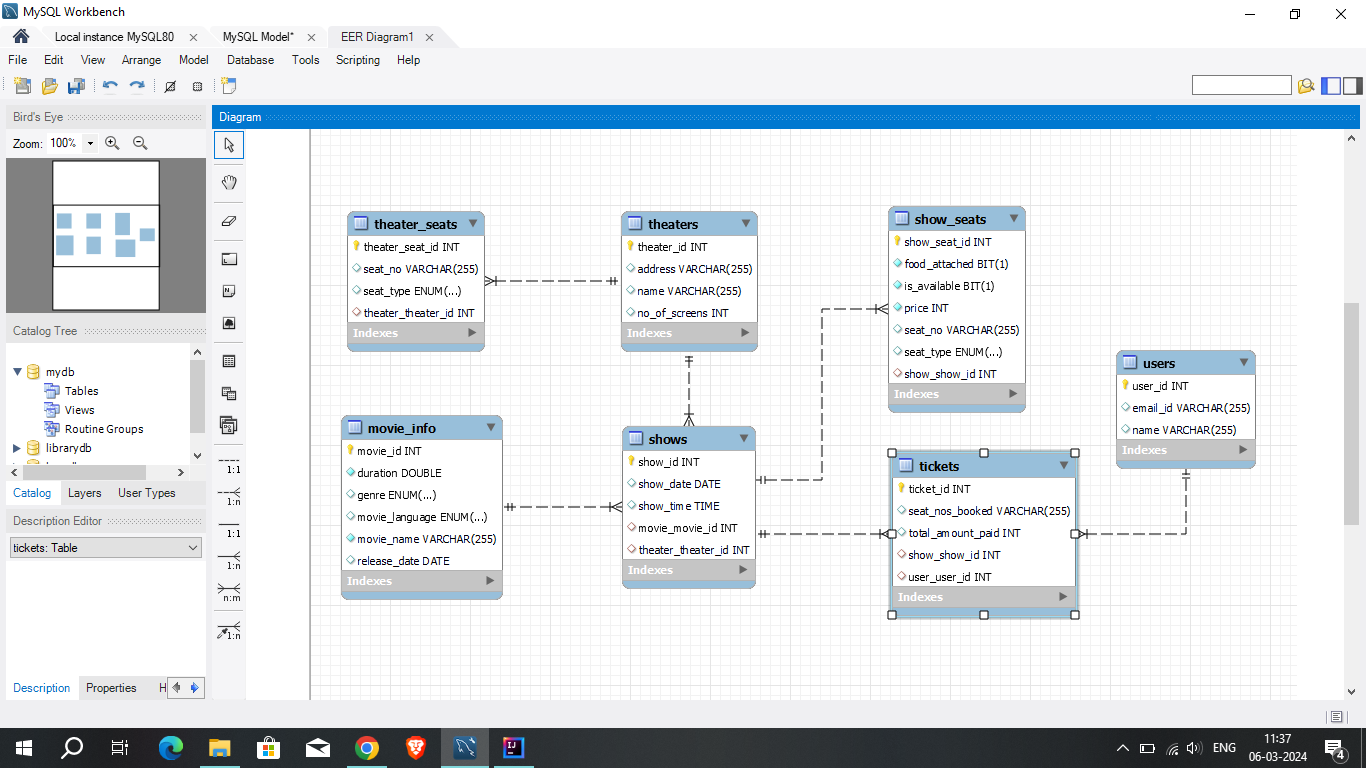 MySQL Workbench
Local instance MySQL80
MySQL Model*
EER Diagram1
File Edit View Arrange Model Database Tools Scripting Help
Bird's Eye
Zoom: 100%
Catalog Tree
mydb
Tables
Views
Routine Groups
librarydb
Catalog Layers User Types
Description Editor
tickets: Table
Description Properties H
Diagram
1:1
1:n
1:1
1:n
n:m
1:n
theater_seats
theater_seat_id INT
seat_no VARCHAR(255)
seat_type ENUM(...)
theater_theater_id INT
Indexes
theaters
theater_id INT
address VARCHAR(255)
name VARCHAR(255)
no_of_screens INT
Indexes
show_seats
show_seat_id INT
food_attached BIT(1)
is_available BIT(1)
price INT
seat_no VARCHAR(255)
seat_type ENUM(...)
show_show_id INT
Indexes
users
user_id INT
email_id VARCHAR(255)
name VARCHAR(255)
Indexes
movie_info
movie_id INT
duration DOUBLE
genre ENUM(...)
movie_language ENUM(...)
movie_name VARCHAR(255)
release_date DATE
Indexes
shows
show_id INT
show_date DATE
show_time TIME
movie_movie_id INT
theater_theater_id INT
Indexes
tickets
ticket_id INT
seat_nos_booked VARCHAR(255)
total_amount_paid INT
show_show_id INT
user_user_id INT
Indexes
IJ
ENG
11:37
06-03-2024
4